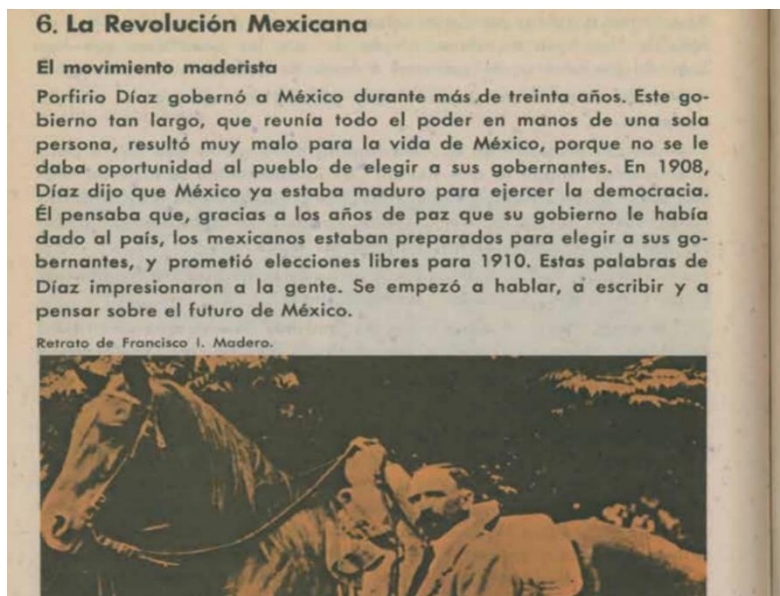 6. La Revolución Mexicana
El movimiento maderista
Porfirio Díaz gobernó a México durante más de treinta años. Este go-
bierno tan largo, que reunía todo el poder en manos de una sola
persona, resultó muy malo para la vida de México, porque no se le
daba oportunidad al pueblo de elegir a sus gobernantes. En 1908,
Díaz dijo que México ya estaba maduro para ejercer la democracia.
Él pensaba que, gracias a los años de paz que su gobierno le había
dado al país, los mexicanos estaban preparados para elegir a sus go-
bernantes, y prometió elecciones libres para 1910. Estas palabras de
Díaz impresionaron a la gente. Se empezó a hablar, a escribir y a
pensar sobre el futuro de México.
Retrato de Francisco I. Madero.